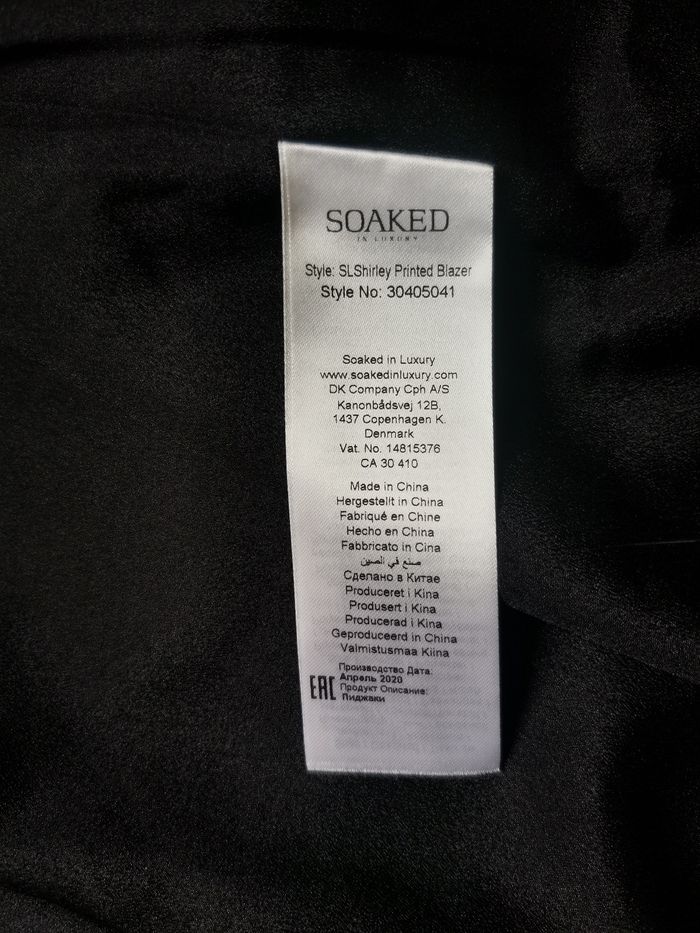 SOAKED
IN LUXURY
Style: SLShirley Printed Blazer
Style No: 30405041
Soaked in Luxury
www.soakedinluxury.com
DK Company Cph A/S
Kanonbådsvej 12B,
1437 Copenhagen K.
Denmark
Vat. No. 14815376
CA 30 410
Made in China
Hergestellt in China
Fabriqué en Chine
Hecho en China
Fabbricato in Cina
صنع في الصين
Сделано в Китае
Produceret i Kina
Produsert i Kina
Producerad i Kina
Geproduceerd in China
Valmistusmaa Kiina
Производство Дата:
Апрель 2020
EAC Продукт Описание:
Пиджаки